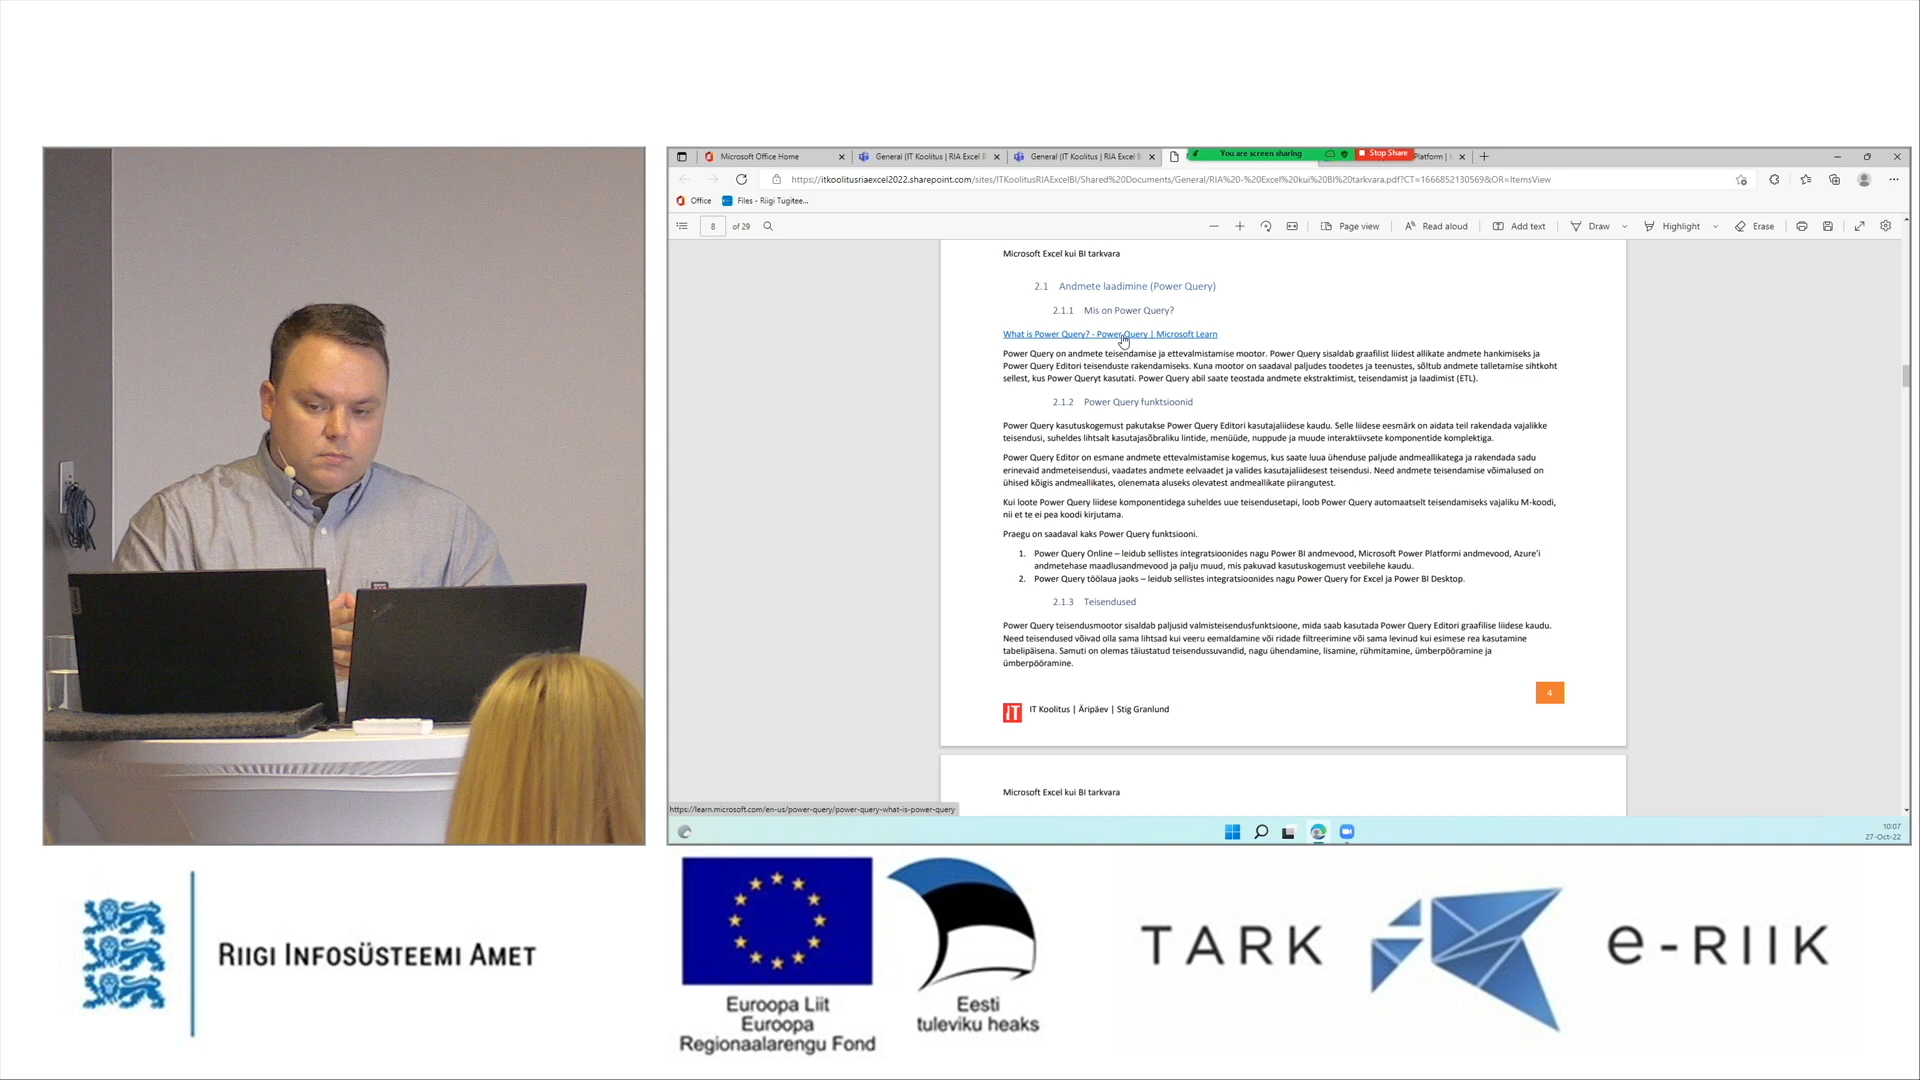 Microsoft Office Home
General (IT Koolitus | RIA Excel B
General (IT Koolitus | RIA Excel B
You are screen sharing
Stop Share
Platform |
https://itkoolitusriaexcel2022.sharepoint.com/sites/ITKoolitusRIAExcelBI/Shared%20Documents/General/RIA%20-%20Excel%20kui%20BI%20tarkvara.pdf?CT=1666852130569&OR=ItemsView
Office
Files - Riigi Tugitee...
8 of 29
Page view
Read aloud
Add text
Draw
Highlight
Erase
Microsoft Excel kui BI tarkvara
2.1 Andmete laadimine (Power Query)
2.1.1 Mis on Power Query?
What is Power Query? - Power Query | Microsoft Learn
Power Query on andmete teisendamise ja ettevalmistamise mootor. Power Query sisaldab graafilist liidest allikate andmete hankimiseks ja
Power Query Editori teisenduste rakendamiseks. Kuna mootor on saadaval paljudes toodetes ja teenustes, sõltub andmete talletamise sihtkoht
sellest, kus Power Queryt kasutati. Power Query abil saate teostada andmete ekstraktimist, teisendamist ja laadimist (ETL).
2.1.2 Power Query funktsioonid
Power Query kasutuskogemust pakutakse Power Query Editori kasutajaliidese kaudu. Selle liidese eesmärk on aidata teil rakendada vajalikke
teisendusi, suheldes lihtsalt kasutajasõbraliku lintide, menüüde, nuppude ja muude interaktiivsete komponentide komplektiga.
Power Query Editor on esmane andmete ettevalmistamise kogemus, kus saate luua ühenduse paljude andmeallikatega ja rakendada sadu
erinevaid andmeteisendusi, vaadates andmete eelvaadet ja valides kasutajaliidesest teisendusi. Need andmete teisendamise võimalused on
ühised kõigis andmeallikates, olenemata aluseks olevatest andmeallikate piirangutest.
Kui loote Power Query liidese komponentidega suheldes uue teisendusetapi, loob Power Query automaatselt teisendamiseks vajaliku M-koodi,
nii et te ei pea koodi kirjutama.
Praegu on saadaval kaks Power Query funktsiooni.
1. Power Query Online – leidub sellistes integratsioonides nagu Power BI andmevood, Microsoft Power Platformi andmevood, Azure'i
andmetehase maadlusandmevood ja palju muud, mis pakuvad kasutuskogemust veebilehe kaudu.
2. Power Query töölaua jaoks – leidub sellistes integratsioonides nagu Power Query for Excel ja Power BI Desktop.
2.1.3 Teisendused
Power Query teisendusmootor sisaldab paljusid valmisteisendusfunktsioone, mida saab kasutada Power Query Editori graafilise liidese kaudu.
Need teisendused võivad olla sama lihtsad kui veeru eemaldamine või ridade filtreerimine või sama levinud kui esimese rea kasutamine
tabelipäisena. Samuti on olemas täiustatud teisendussuvandid, nagu ühendamine, lisamine, rühmitamine, ümberpööramine ja
ümberpööramine.
4
IT Koolitus | Äripäev | Stig Granlund
Microsoft Excel kui BI tarkvara
https://learn.microsoft.com/en-us/power-query/power-query-what-is-power-query
10:07
27-Oct-22
RIIGI INFOSÜSTEEMI AMET
Euroopa Liit
Euroopa
Regionaalarengu Fond
Eesti
tuleviku heaks
TARK e-RIIK